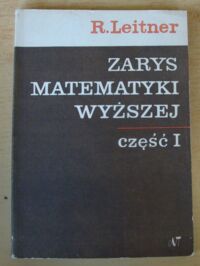 R.Leitner
ZARYS
MATEMATYKI
WYŻSZEJ
część I